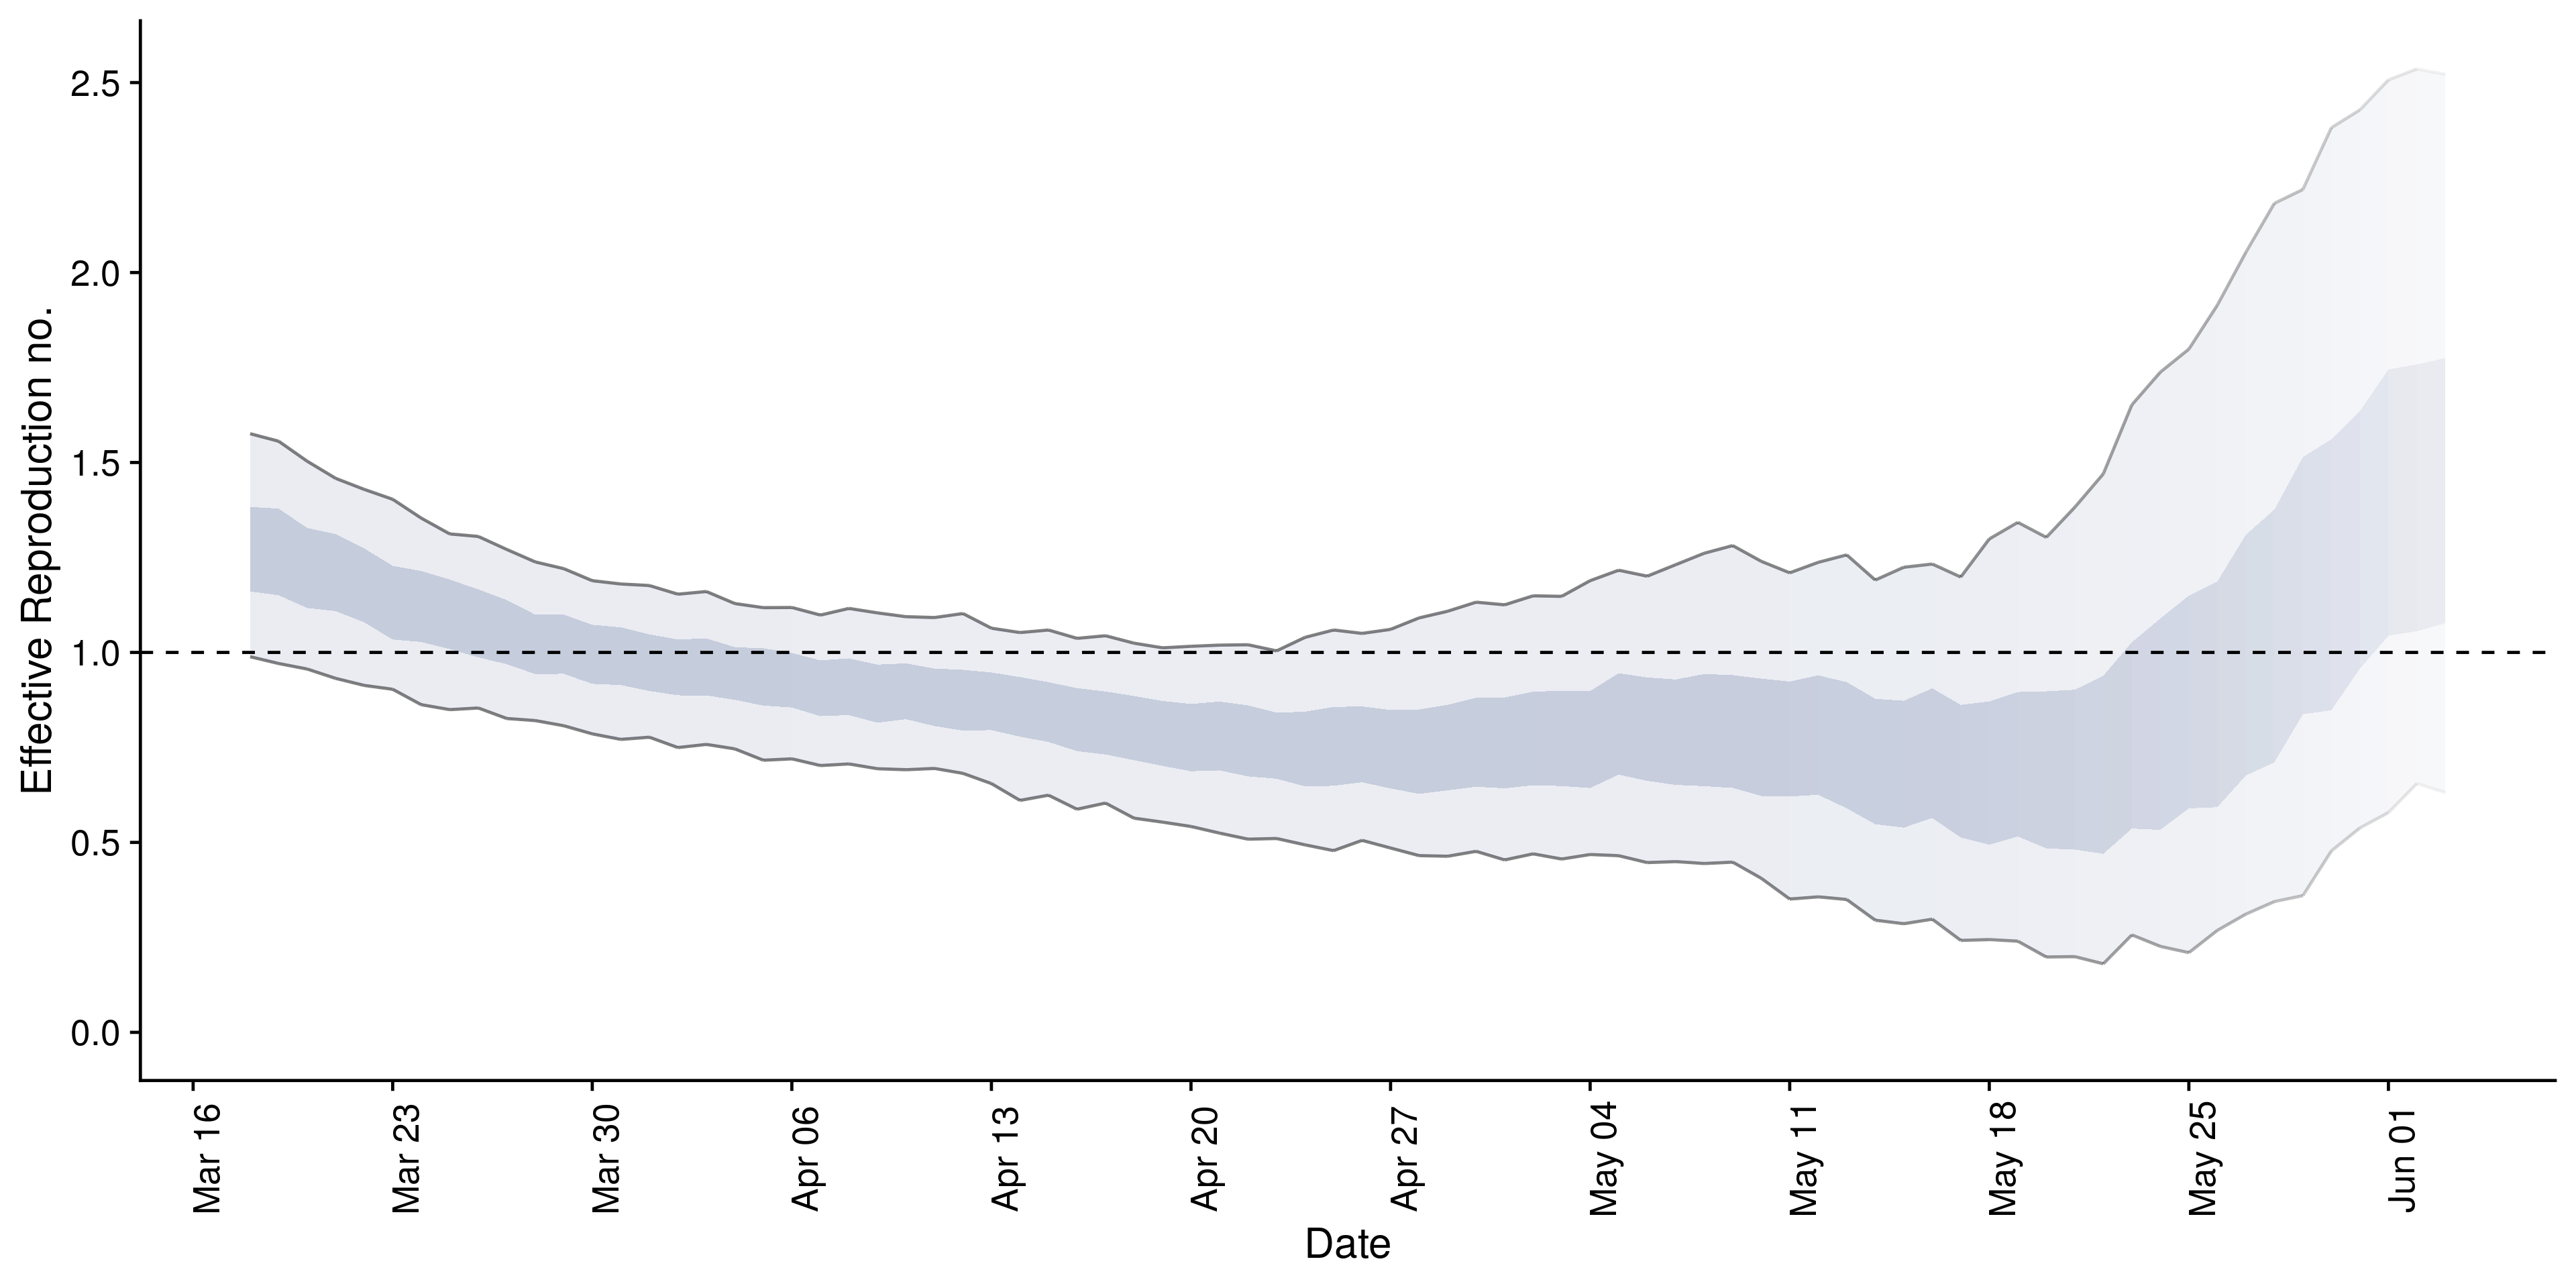 Effective Reproduction no.
2.5
2.0
1.5
1.0
0.5
0.0
Mar 16
Mar 23
Mar 30
Apr 06
Apr 13
Apr 20
Apr 27
May 04
May 11
May 18
May 25
Jun 01
Date